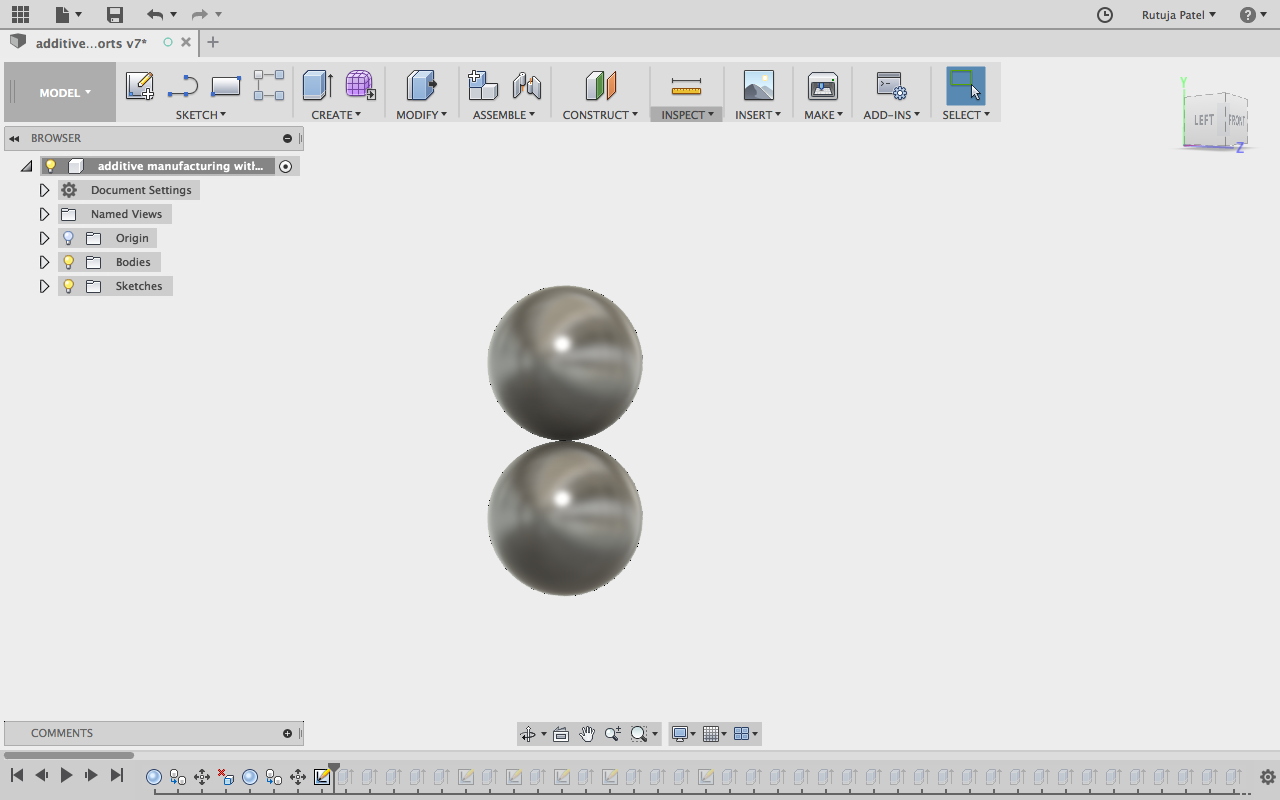 Rutuja Patel
additive...orts v7*
MODEL
SKETCH
CREATE
MODIFY
ASSEMBLE
CONSTRUCT
INSPECT
INSERT
MAKE
ADD-INS
SELECT
Y
LEFT
FRONT
Z
BROWSER
additive manufacturing with...
Document Settings
Named Views
Origin
Bodies
Sketches
COMMENTS